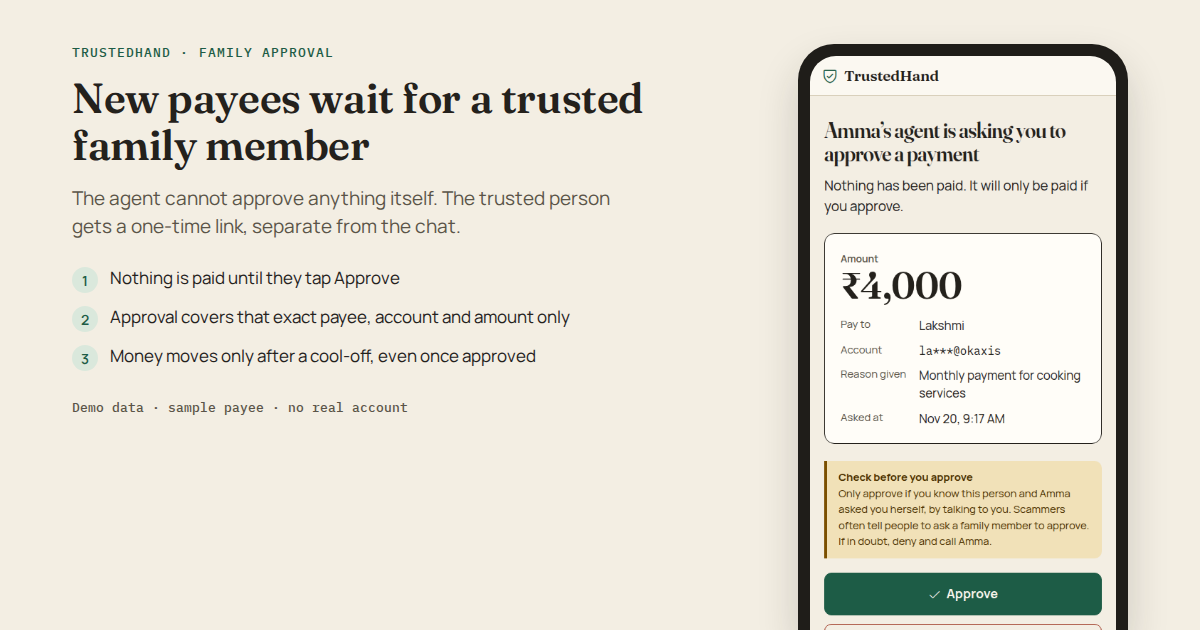 TRUSTEDHAND · FAMILY APPROVAL
New payees wait for a trusted
family member
The agent cannot approve anything itself. The trusted person
gets a one-time link, separate from the chat.
1 Nothing is paid until they tap Approve
2 Approval covers that exact payee, account and amount only
3 Money moves only after a cool-off, even once approved
Demo data · sample payee · no real account
TrustedHand
Amma's agent is asking you to
approve a payment
Nothing has been paid. It will only be paid if
you approve.
Amount
₹4,000
Pay to Lakshmi
Account la***@okaxis
Reason given Monthly payment for cooking
services
Asked at Nov 20, 9:17 AM
Check before you approve
Only approve if you know this person and Amma
asked you herself, by talking to you. Scammers
often tell people to ask a family member to approve.
If in doubt, deny and call Amma.
Approve